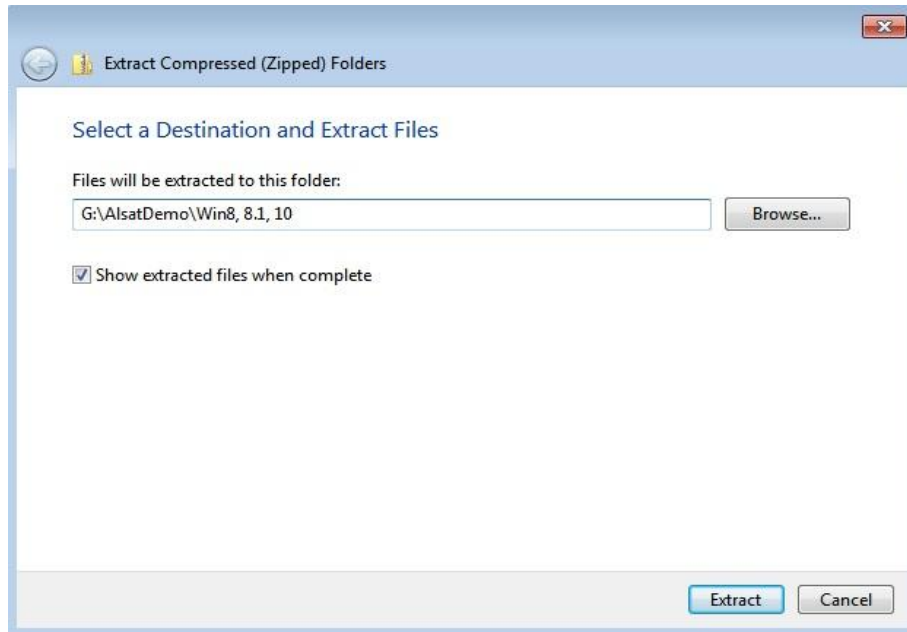 Extract Compressed (Zipped) Folders
Select a Destination and Extract Files
Files will be extracted to this folder:
G:\AlsatDemo\Win8, 8.1, 10
Browse...
Show extracted files when complete
Extract
Cancel